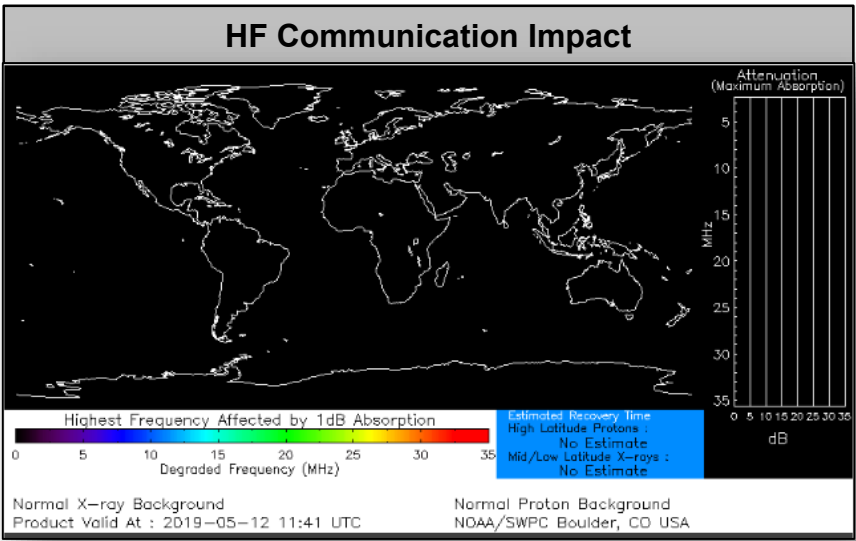 HF Communication Impact
Attenuation
(Maximum Absorption)
5
10
15
20
25
30
35
MHz
0 5 10 15 20 25 30 35
dB
Highest Frequency Affected by 1dB Absorption
0 5 10 15 20 25 30 35
Degraded Frequency (MHz)
Estimated Recovery Time
High Latitude Protons :
No Estimate
Mid/Low Latitude X-rays :
No Estimate
Normal X-ray Background
Normal Proton Background
Product Valid At : 2019-05-12 11:41 UTC
NOAA/SWPC Boulder, CO USA